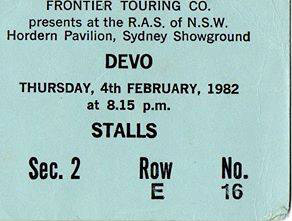 FRONTIER TOURING CO.
presents at the R.A.S. of N.S.W.
Hordern Pavilion, Sydney Showground
DEVO
THURSDAY, 4th FEBRUARY, 1982
at 8.15 p.m.
STALLS
Sec. 2 Row No.
E 16